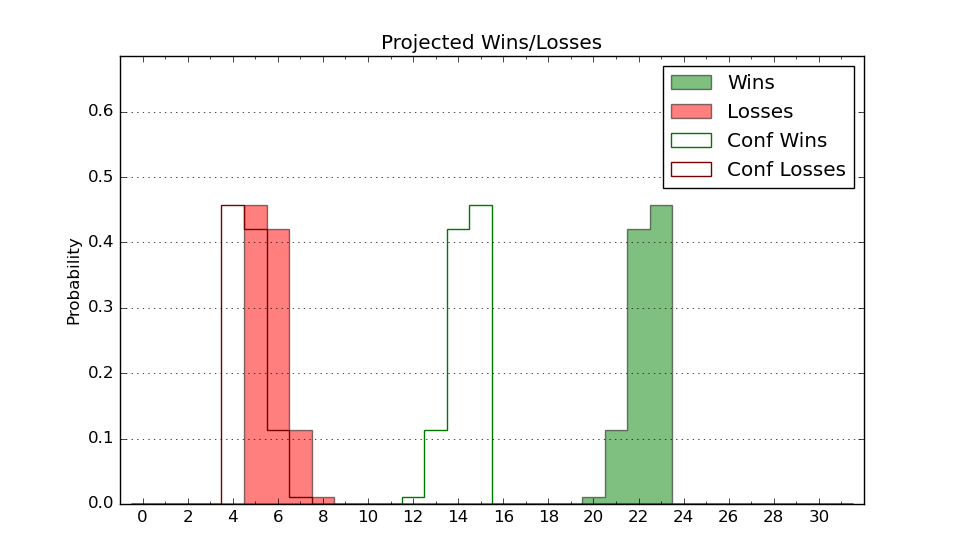 Projected Wins/Losses
Wins
Losses
Conf Wins
Conf Losses
Probability
0.6
0.5
0.4
0.3
0.2
0.1
0.0
0 2 4 6 8 10 12 14 16 18 20 22 24 26 28 30